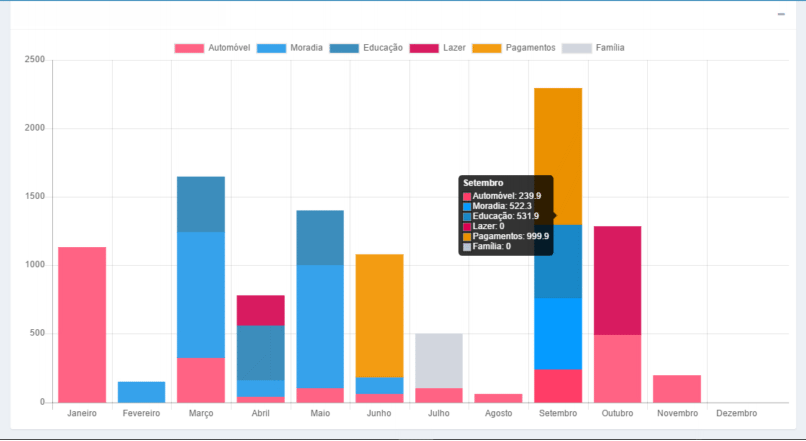 Automóvel Moradia Educação Lazer Pagamentos Família
2500
2000
1500
1000
500
0
Setembro
Automóvel: 239.9
Moradia: 522.3
Educação: 531.9
Lazer: 0
Pagamentos: 999.9
Família: 0
Janeiro Fevereiro Março Abril Maio Junho Julho Agosto Setembro Outubro Novembro Dezembro